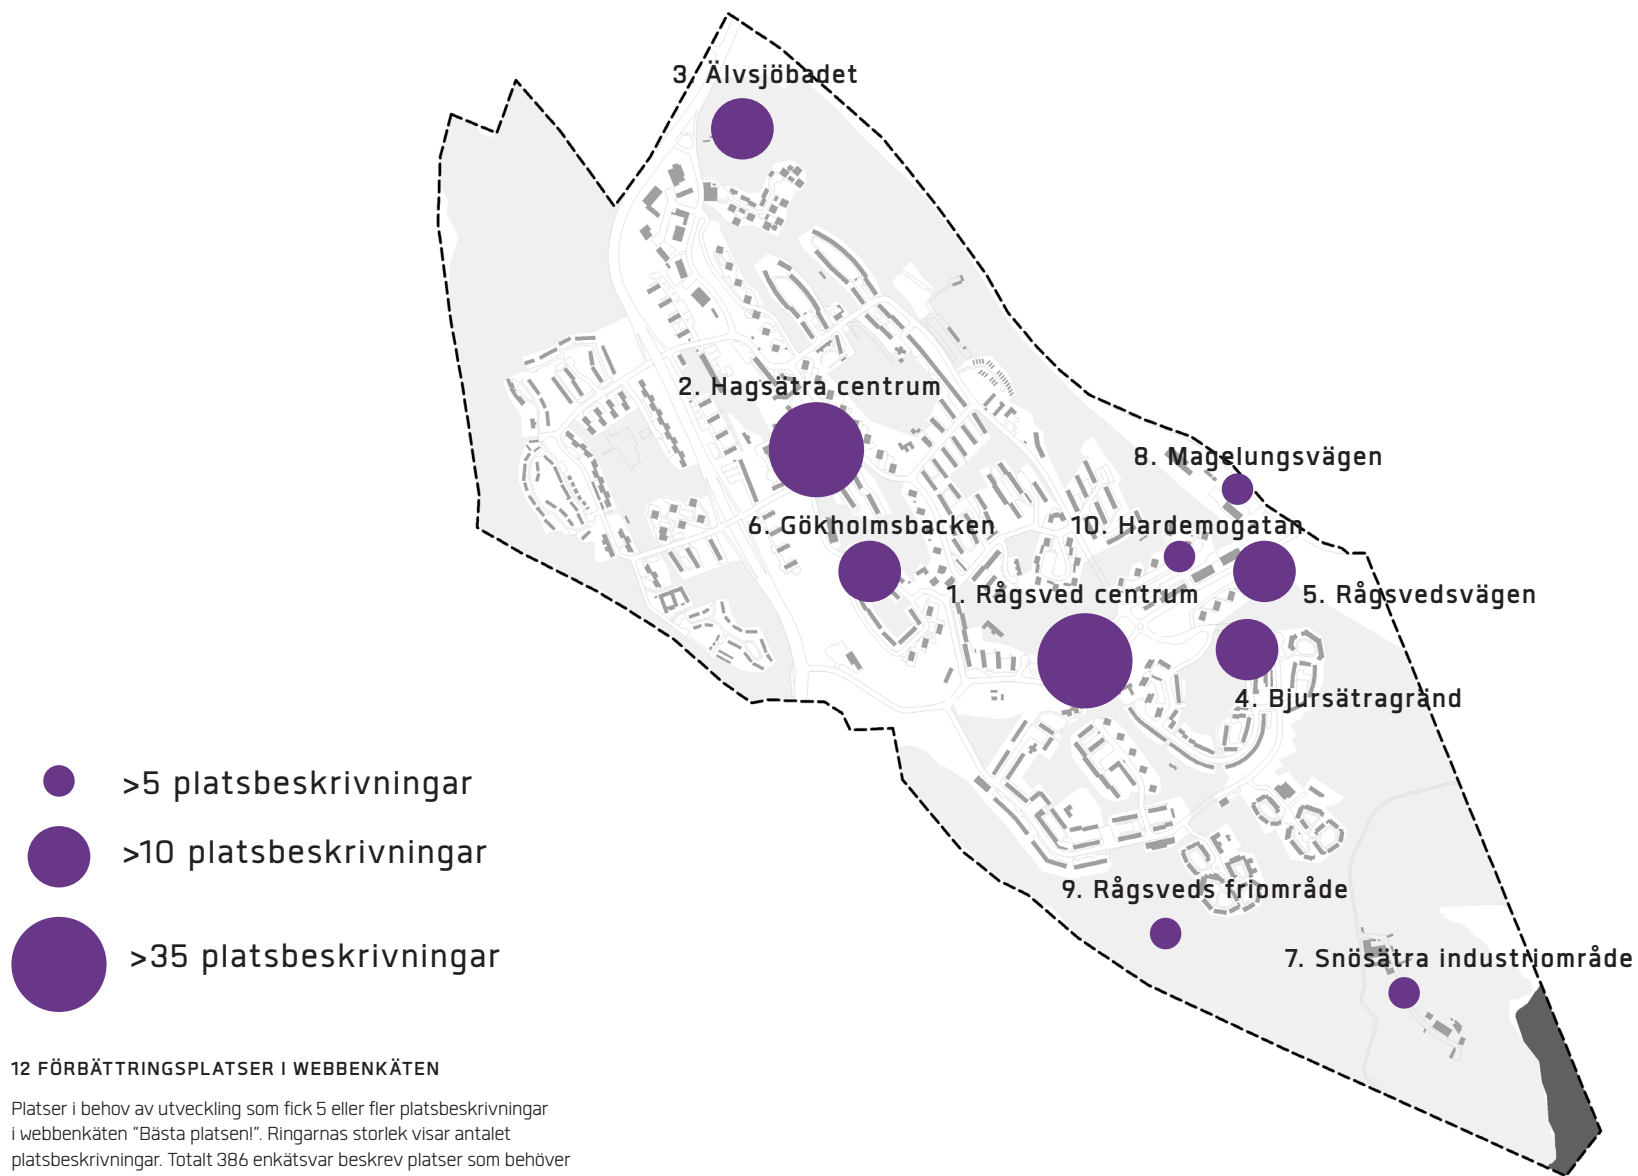 3. Älvsjöbadet
2. Hagsätra centrum
8. Magelungsvägen
6. Gökholmsbacken
10. Hardemogatan
1. Rågsved centrum
5. Rågsvedsvägen
4. Bjursätragränd
9. Rågsveds friområde
7. Snösätra industriområde
>5 platsbeskrivningar
>10 platsbeskrivningar
>35 platsbeskrivningar
12 FÖRBÄTTRINGSPLATSER I WEBBENKÄTEN
Platser i behov av utveckling som fick 5 eller fler platsbeskrivningar
i webbenkäten "Bästa platsen!". Ringarnas storlek visar antalet
platsbeskrivningar. Totalt 386 enkätsvar beskrev platser som behöver